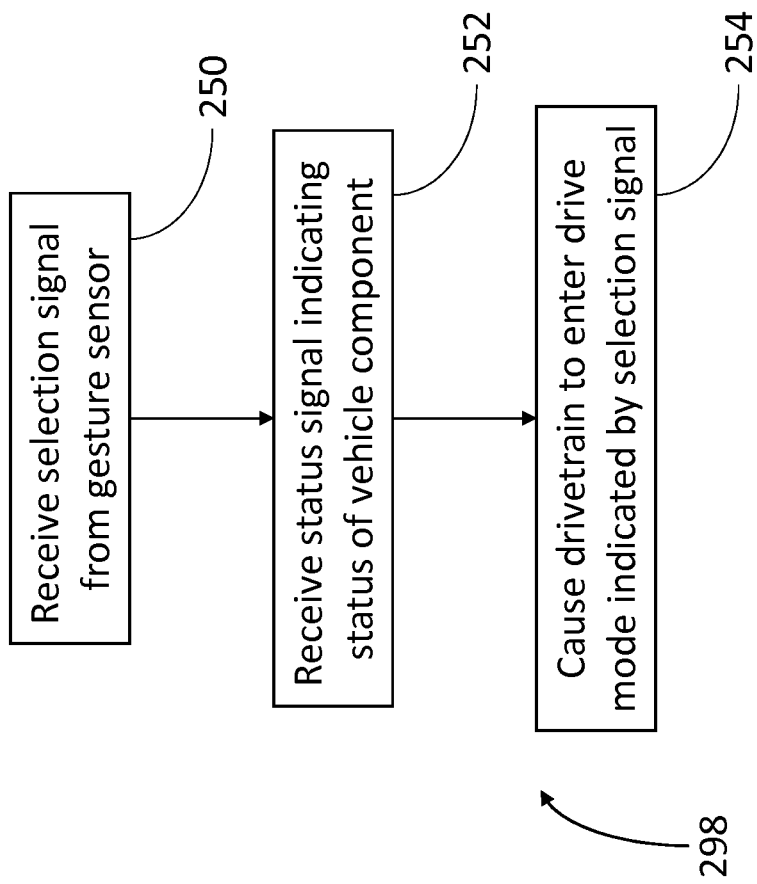 Receive selection signal
from gesture sensor
250
Receive status signal indicating
status of vehicle component
252
Cause drivetrain to enter drive
mode indicated by selection signal
254
298